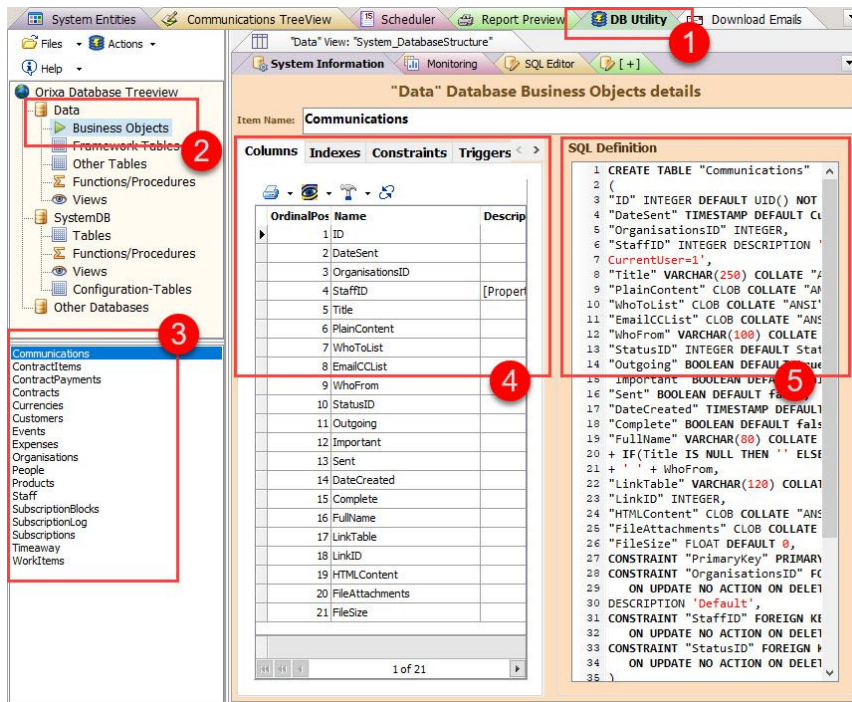 System Entities Communications TreeView Scheduler Report Preview DB Utility Download Emails
1
Files Actions
Help
"Data" View: "System_DatabaseStructure"
System Information Monitoring SQL Editor [+]
Orixa Database Treeview
Data
Business Objects
2
Framework Tables
Other Tables
Functions/Procedures
Views
SystemDB
Tables
Functions/Procedures
Views
Configuration-Tables
Other Databases
3
Communications
ContractItems
ContractPayments
Contracts
Currencies
Customers
Events
Expenses
Organisations
People
Products
Staff
SubscriptionBlocks
SubscriptionLog
Subscriptions
Timeaway
WorkItems
"Data" Database Business Objects details
Item Name: Communications
Columns Indexes Constraints Triggers
OrdinalPos Name Descrip
1 ID
2 DateSent
3 OrganisationsID
4 StaffID [Propert
5 Title
6 PlainContent
7 WhoToList
8 EmailCCList
9 WhoFrom
10 StatusID
11 Outgoing
12 Important
13 Sent
14 DateCreated
15 Complete
16 FullName
17 LinkTable
18 LinkID
19 HTMLContent
20 FileAttachments
21 FileSize
1 of 21
4
SQL Definition
1 CREATE TABLE "Communications"
2 (
3 "ID" INTEGER DEFAULT UID() NOT
4 "DateSent" TIMESTAMP DEFAULT Cu
5 "OrganisationsID" INTEGER,
6 "StaffID" INTEGER DESCRIPTION '
7 CurrentUser=1',
8 "Title" VARCHAR(250) COLLATE "A
9 "PlainContent" CLOB COLLATE "AN
10 "WhoToList" CLOB COLLATE "ANSI"
11 "EmailCCList" CLOB COLLATE "ANS
12 "WhoFrom" VARCHAR(100) COLLATE
13 "StatusID" INTEGER DEFAULT Stat
14 "Outgoing" BOOLEAN DEFAULT true
15 "Important" BOOLEAN
16 "Sent" BOOLEAN DEFAULT
17 "DateCreated" TIMESTAMP DEFAULT
18 "Complete" BOOLEAN DEFAULT fals
19 "FullName" VARCHAR(80) COLLATE
20 + IF(Title IS NULL THEN '' ELSE
21 + ' ' + WhoFrom,
22 "LinkTable" VARCHAR(120) COLLAT
23 "LinkID" INTEGER,
24 "HTMLContent" CLOB COLLATE "ANS
25 "FileAttachments" CLOB COLLATE
26 "FileSize" FLOAT DEFAULT 0,
27 CONSTRAINT "PrimaryKey" PRIMARY
28 CONSTRAINT "OrganisationsID" FO
29 ON UPDATE NO ACTION ON DELET
30 DESCRIPTION 'Default',
31 CONSTRAINT "StaffID" FOREIGN KE
32 ON UPDATE NO ACTION ON DELET
33 CONSTRAINT "StatusID" FOREIGN K
34 ON UPDATE NO ACTION ON DELET
35 )
5